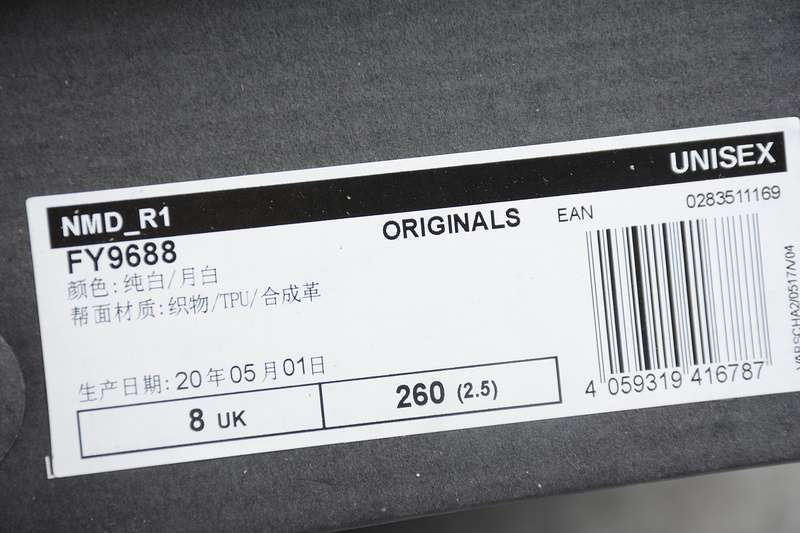 UNISEX
NMD_R1
ORIGINALS
EAN
0283511169
FY9688
颜色:纯白/月白
帮面材质:织物/TPU/合成革
生产日期:20年05月01日
8 UK
260 (2.5)
4 059319 416787